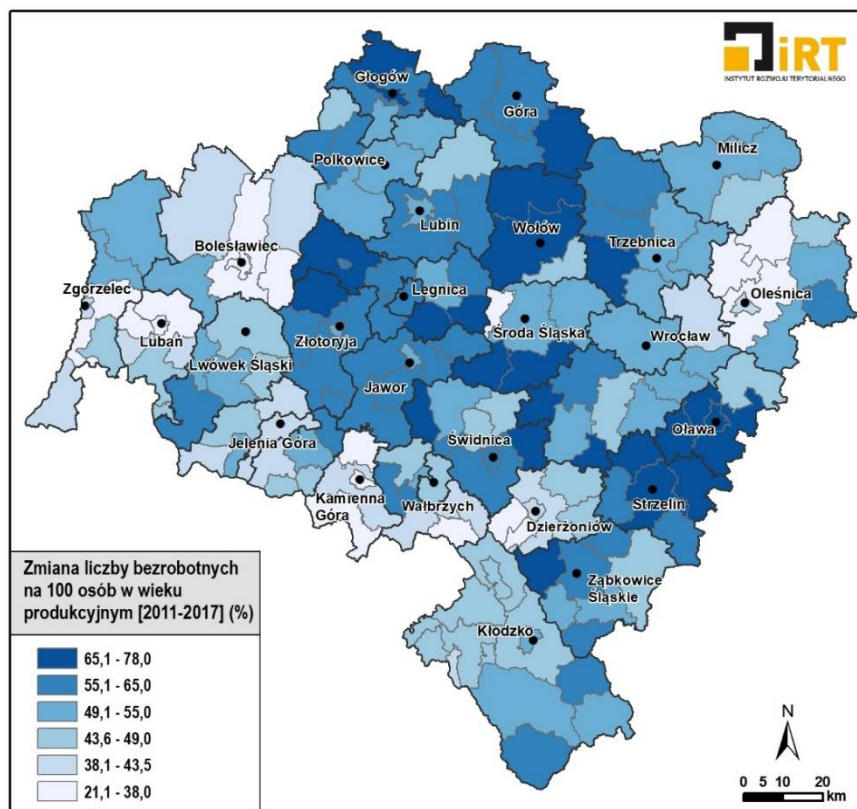 iRT
INSTYTUT ROZWOJU TERYTORIALNEGO
Głogów
Góra
Milicz
Polkowice
Lubin
Wołów
Trzebnica
Bolesławiec
Zgorzelec
Legnica
Oleśnica
Lubań
Złotoryja
Środa Śląska
Wrocław
Lwówek Śląski
Jawor
Jelenia Góra
Świdnica
Oława
Kamienna
Góra
Wałbrzych
Strzelin
Dzierżoniów
Ząbkowice
Śląskie
Kłodzko
Zmiana liczby bezrobotnych
na 100 osób w wieku
produkcyjnym [2011-2017] (%)
65,1 - 78,0
55,1 - 65,0
49,1 - 55,0
43,6 - 49,0
38,1 - 43,5
21,1 - 38,0
N
0 5 10 20
km